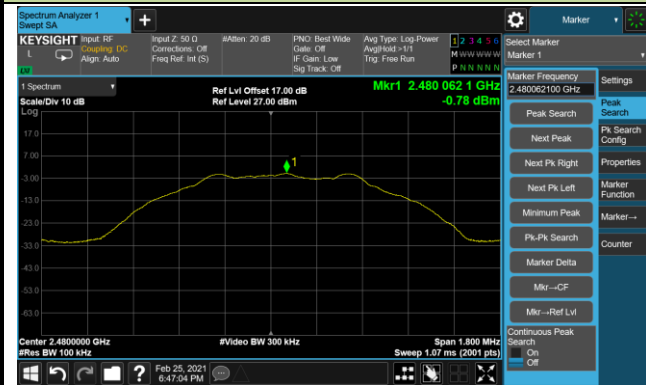 Spectrum Analyzer 1
Swept SA
Marker
KEYSIGHT
L
Input: RF
Coupling: DC
Align: Auto
Input Z: 50 Ω
Corrections: Off
Freq Ref: Int (S)
#Atten: 20 dB
PNO: Best Wide
Gate: Off
IF Gain: Low
Sig Track: Off
Avg Type: Log-Power
Avg|Hold:>1/1
Trig: Free Run
1 2 3 4 5 6
M W W W W W
P N N N N N
Select Marker
Marker 1
1 Spectrum
Scale/Div 10 dB
Log
Ref Lvl Offset 17.00 dB
Ref Level 27.00 dBm
Mkr1 2.480 062 1 GHz
-0.78 dBm
17.0
7.00
-3.00
-13.0
-23.0
-33.0
-43.0
-53.0
-63.0
1
Center 2.4800000 GHz
#Res BW 100 kHz
#Video BW 300 kHz
Span 1.800 MHz
Sweep 1.07 ms (2001 pts)
Marker Frequency
2.480062100 GHz
Peak Search
Next Peak
Next Pk Right
Next Pk Left
Minimum Peak
Pk-Pk Search
Marker Delta
Mkr→CF
Mkr→Ref Lvl
Continuous Peak
Search
On
Off
Settings
Peak
Search
Pk Search
Config
Properties
Marker
Function
Marker→
Counter
Feb 25, 2021
6:47:04 PM